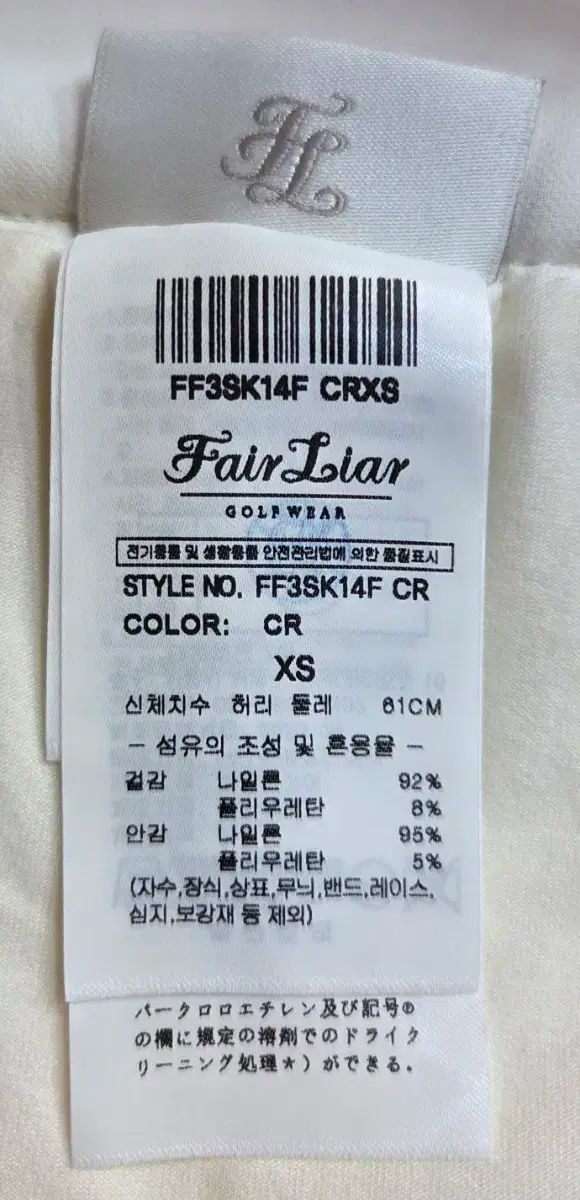 FL
FF3SK14F CRXS
Fair Liar
GOLF WEAR
전기용품 및 생활용품 안전관리법에 의한 품질표시
STYLE NO. FF3SK14F CR
COLOR: CR
XS
신체치수 허리 둘레 61CM
- 섬유의 조성 및 혼용율 -
겉감 나일론 92%
폴리우레탄 8%
안감 나일론 95%
폴리우레탄 5%
(자수,장식,상표,무늬,밴드,레이스,
심지,보강재 등 제외)
パークロロエチレン及び記号Ⓟ
の欄に規定の溶剤でのドライク
リーニング処理★)ができる.